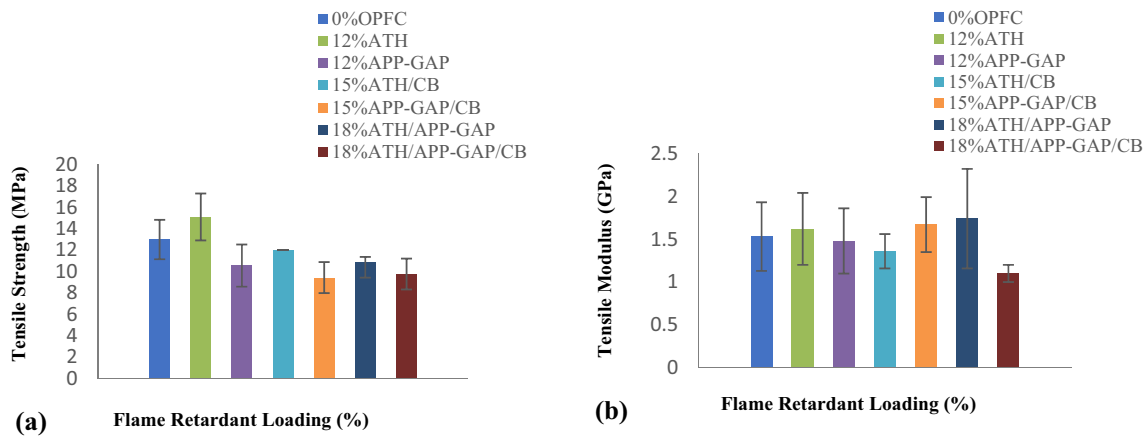 0%OPFC
12%ATH
12%APP-GAP
15%ATH/CB
15%APP-GAP/CB
18%ATH/APP-GAP
18%ATH/APP-GAP/CB
Tensile Strength (MPa)
20
18
16
14
12
10
8
6
4
2
0
(a)
Flame Retardant Loading (%)
0%OPFC
12%ATH
12%APP-GAP
15%ATH/CB
15%APP-GAP/CB
18%ATH/APP-GAP
18%ATH/APP-GAP/CB
Tensile Modulus (GPa)
2.5
2
1.5
1
0.5
0
(b)
Flame Retardant Loading (%)